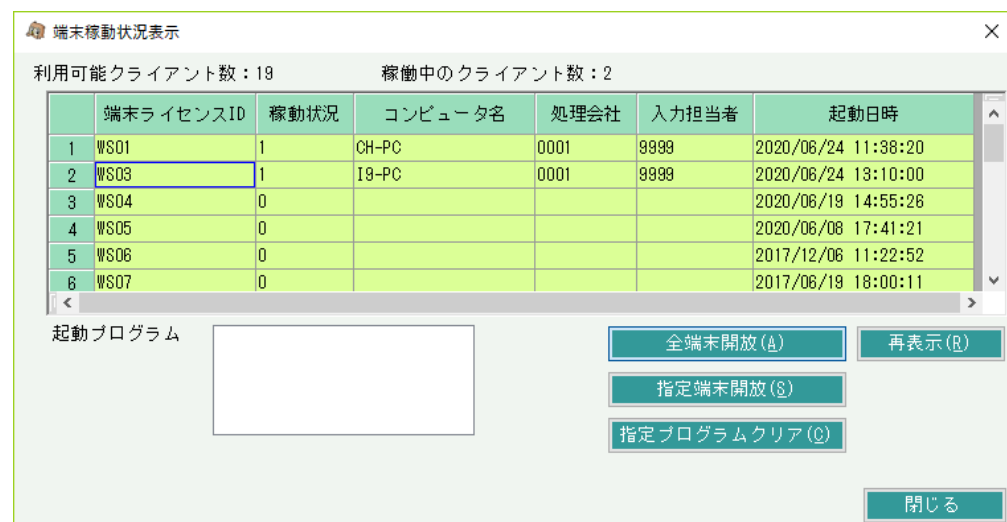 端末稼動状況表示
利用可能クライアント数：19 稼働中のクライアント数：2
端末ライセンスID 稼動状況 コンピュータ名 処理会社 入力担当者 起動日時
1 WS01 1 CH-PC 0001 9999 2020/06/24 11:38:20
2 WS03 1 I9-PC 0001 9999 2020/06/24 13:10:00
3 WS04 0 2020/06/19 14:55:26
4 WS05 0 2020/06/08 17:41:21
5 WS06 0 2017/12/06 11:22:52
6 WS07 0 2017/06/19 18:00:11
起動プログラム
全端末開放(A) 再表示(R)
指定端末開放(S)
指定プログラムクリア(C)
閉じる